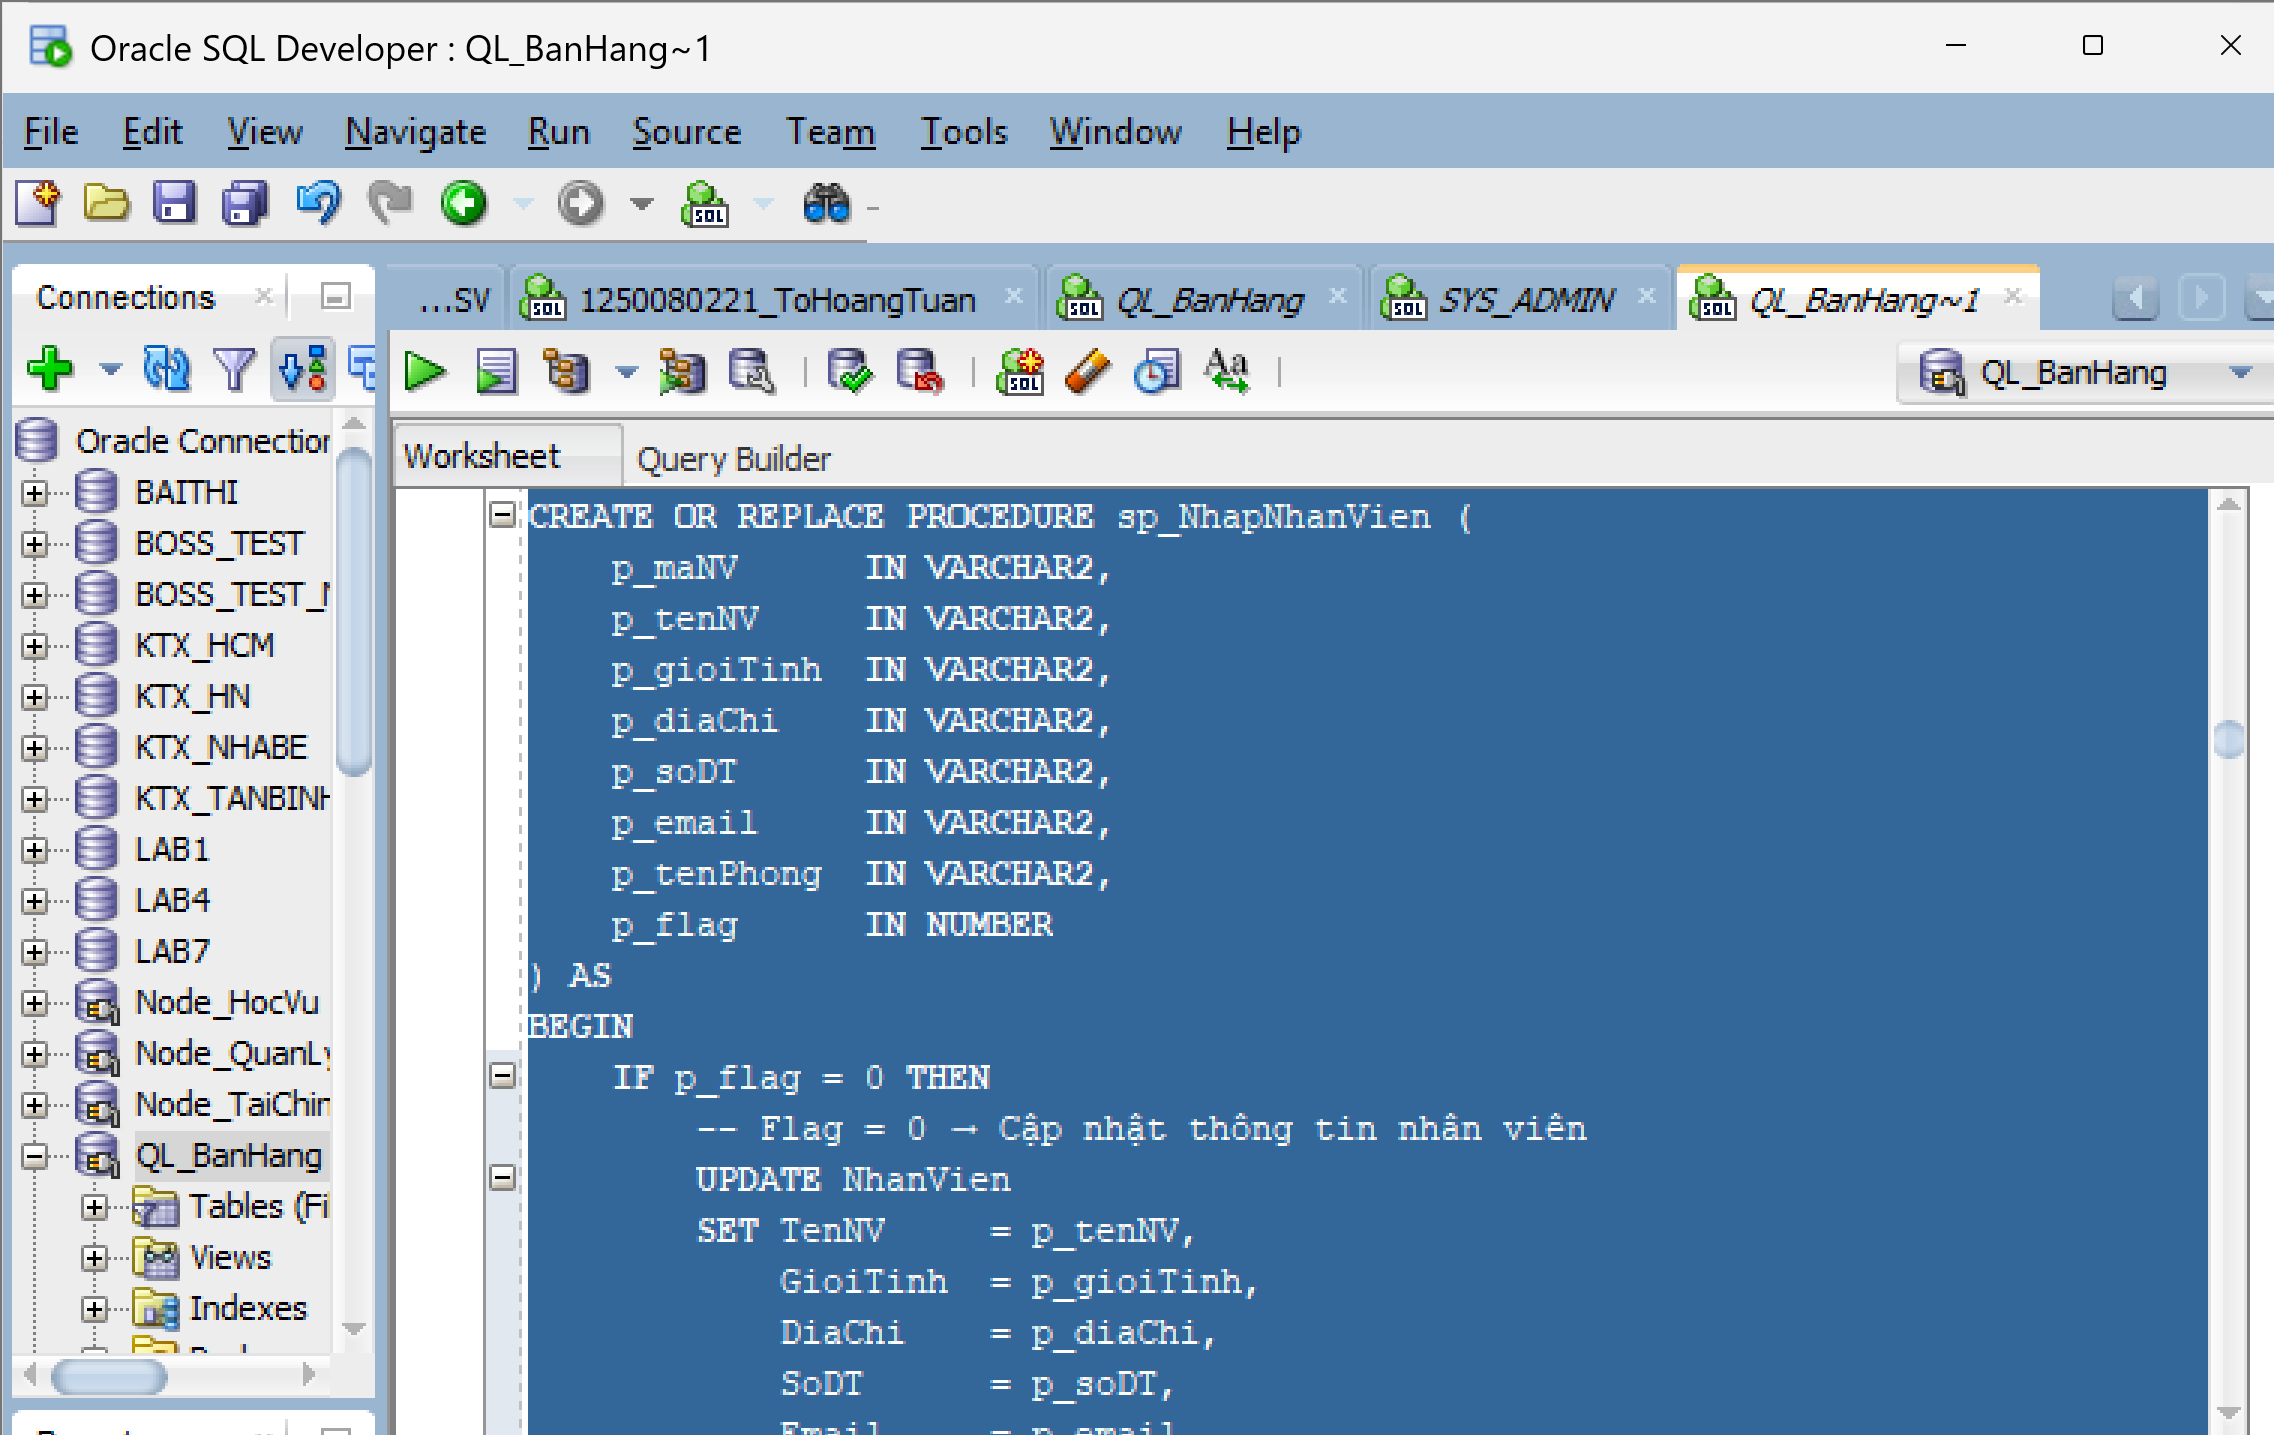 Oracle SQL Developer : QL_BanHang~1
File Edit View Navigate Run Source Team Tools Window Help
Connections
...SV 1250080221_ToHoangTuan QL_BanHang SYS_ADMIN QL_BanHang~1
QL_BanHang
Worksheet Query Builder
Oracle Connection
BAITHI
BOSS_TEST
BOSS_TEST_
KTX_HCM
KTX_HN
KTX_NHABE
KTX_TANBINH
LAB1
LAB4
LAB7
Node_HocVu
Node_QuanLy
Node_TaiChin
QL_BanHang
Tables (Fi
Views
Indexes
CREATE OR REPLACE PROCEDURE sp_NhapNhanVien (
p_maNV IN VARCHAR2,
p_tenNV IN VARCHAR2,
p_gioiTinh IN VARCHAR2,
p_diaChi IN VARCHAR2,
p_soDT IN VARCHAR2,
p_email IN VARCHAR2,
p_tenPhong IN VARCHAR2,
p_flag IN NUMBER
) AS
BEGIN
IF p_flag = 0 THEN
-- Flag = 0 → Cập nhật thông tin nhân viên
UPDATE NhanVien
SET TenNV = p_tenNV,
GioiTinh = p_gioiTinh,
DiaChi = p_diaChi,
SoDT = p_soDT,
Email = p_email